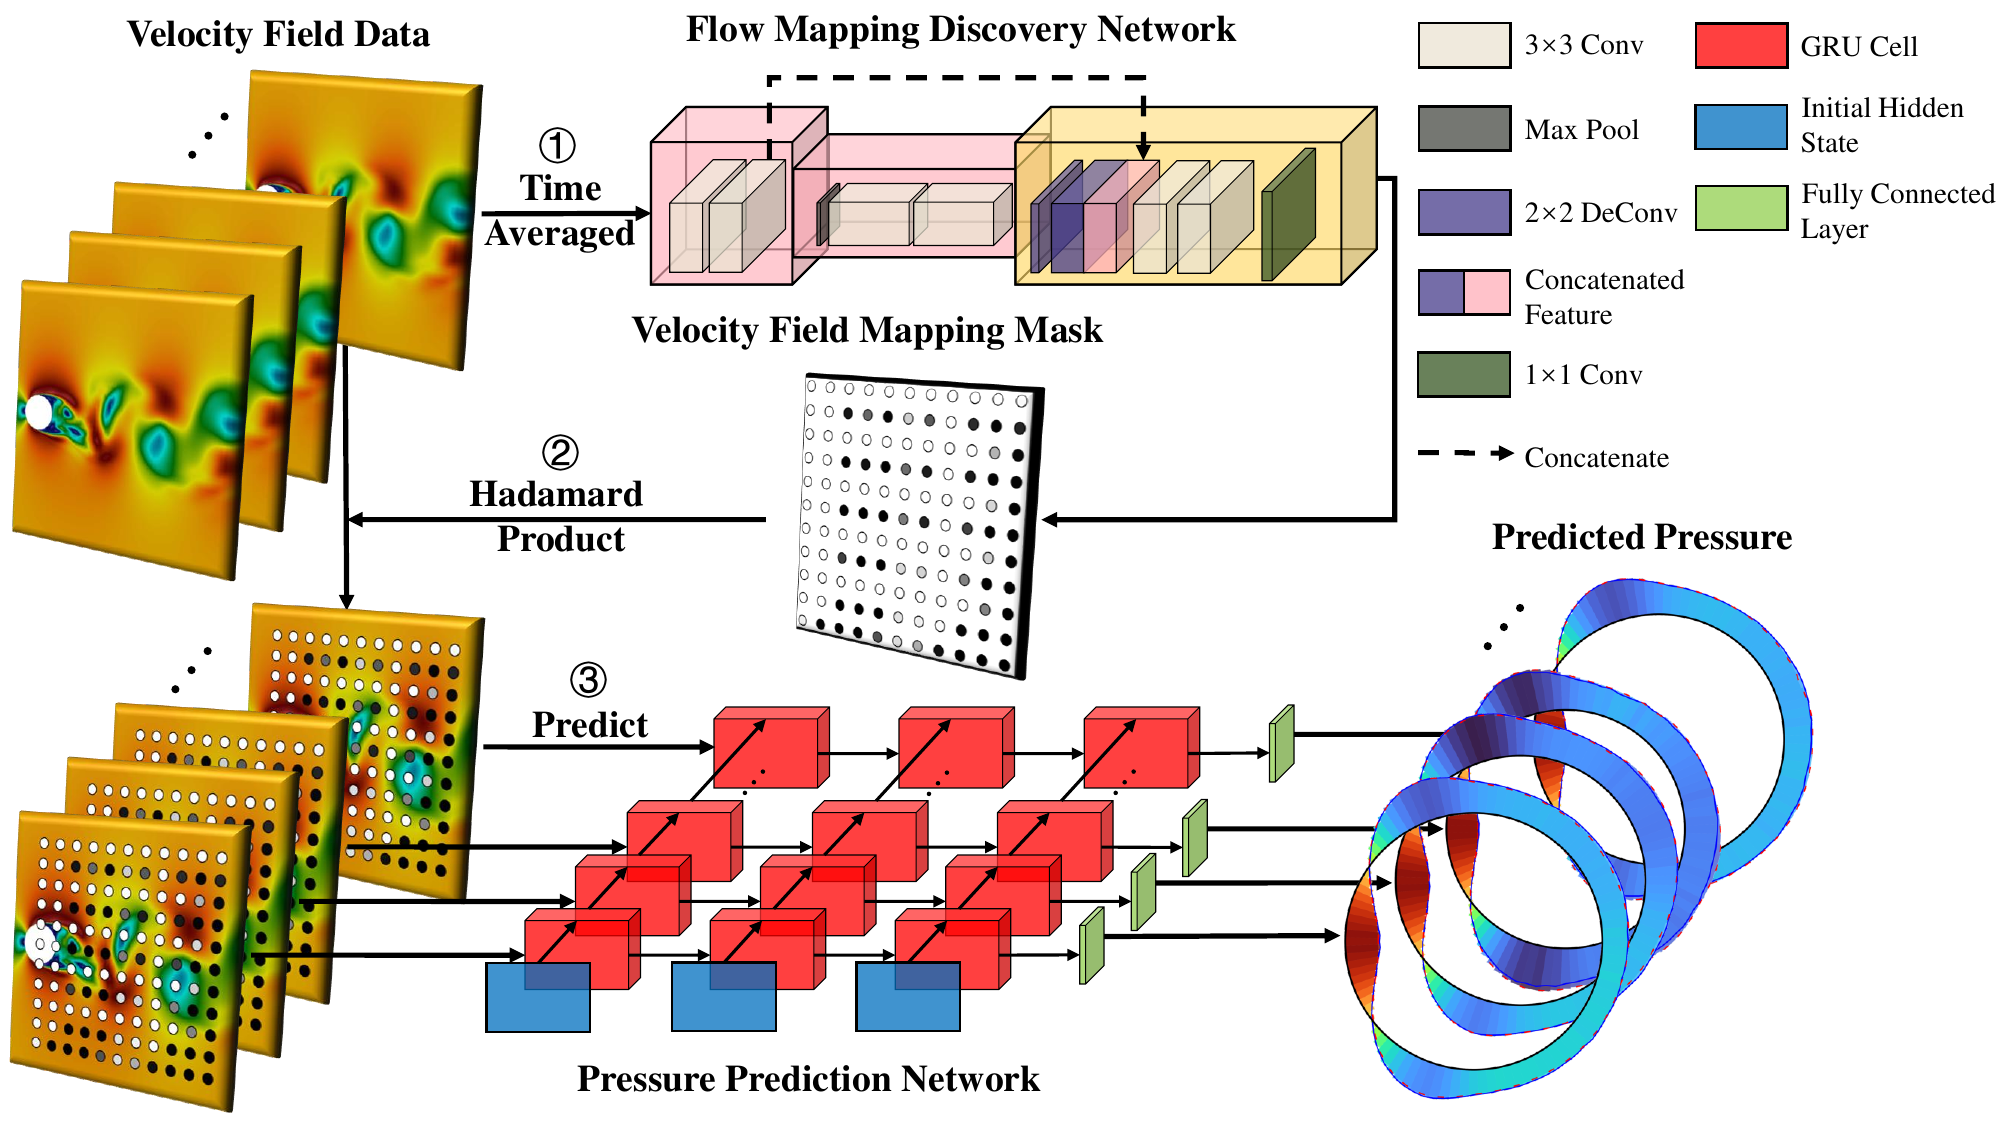 Velocity Field Data
Flow Mapping Discovery Network
3×3 Conv
GRU Cell
Max Pool
Initial Hidden
State
2×2 DeConv
Fully Connected
Layer
Concatenated
Feature
1×1 Conv
Concatenate
①
Time
Averaged
Velocity Field Mapping Mask
②
Hadamard
Product
Predicted Pressure
③
Predict
Pressure Prediction Network